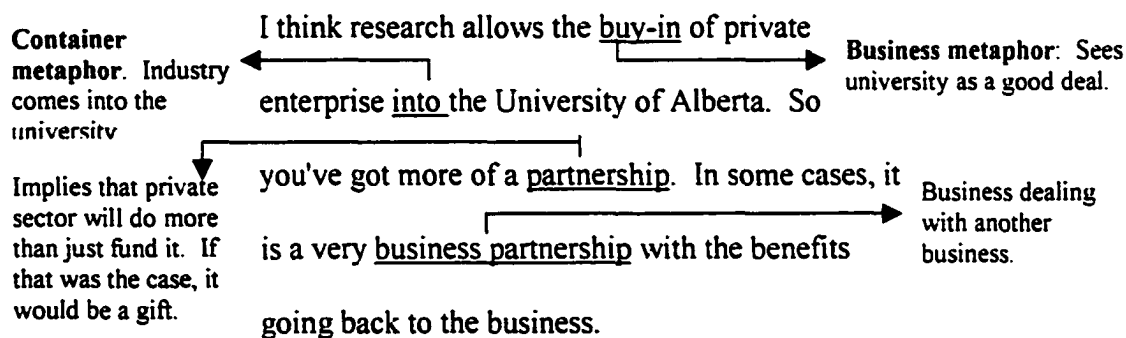 Container
metaphor. Industry
comes into the
university
Implies that private
sector will do more
than just fund it. If
that was the case, it
would be a gift.
I think research allows the buy-in of private
enterprise into the University of Alberta. So
you've got more of a partnership. In some cases, it
is a very business partnership with the benefits
going back to the business.
Business metaphor: Sees
university as a good deal.
Business dealing
with another
business.